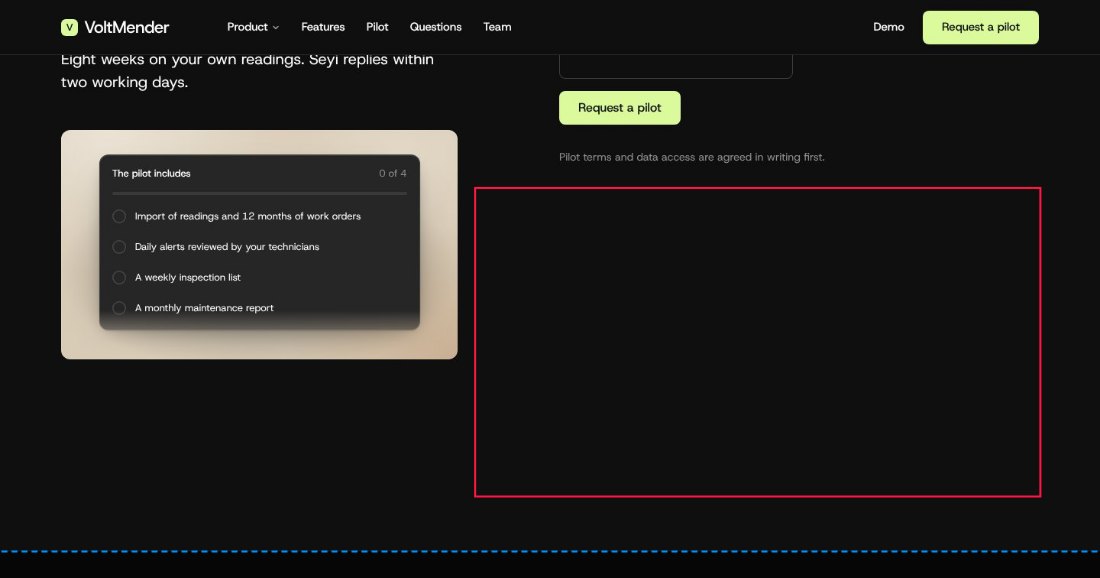 V VoltMender
Product
Features
Pilot
Questions
Team
Demo
Request a pilot
Eight weeks on your own readings. Seyi replies within
two working days.
The pilot includes
0 of 4
Import of readings and 12 months of work orders
Daily alerts reviewed by your technicians
A weekly inspection list
A monthly maintenance report
Request a pilot
Pilot terms and data access are agreed in writing first.